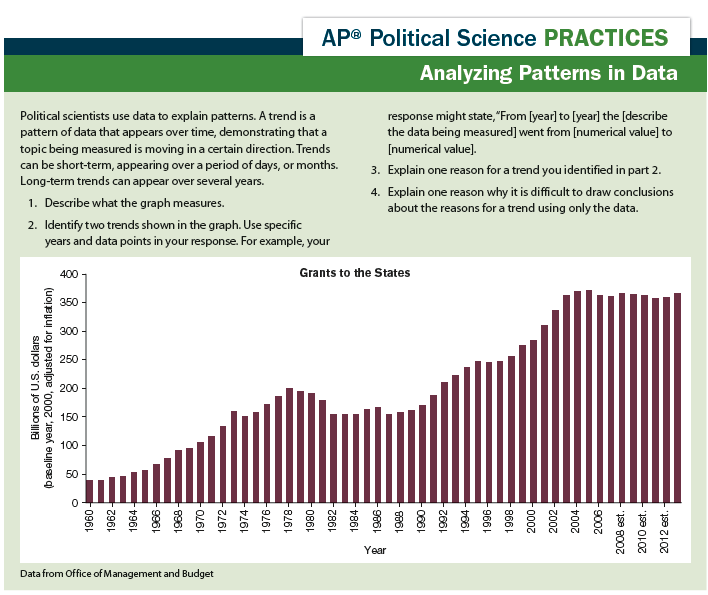 AP® Political Science PRACTICES
Analyzing Patterns in Data
Political scientists use data to explain patterns. A trend is a
pattern of data that appears over time, demonstrating that a
topic being measured is moving in a certain direction. Trends
can be short-term, appearing over a period of days, or months.
Long-term trends can appear over several years.
1. Describe what the graph measures.
2. Identify two trends shown in the graph. Use specific
years and data points in your response. For example, your
response might state, “From [year] to [year] the [describe
the data being measured] went from [numerical value] to
[numerical value].
3. Explain one reason for a trend you identified in part 2.
4. Explain one reason why it is difficult to draw conclusions
about the reasons for a trend using only the data.
Grants to the States
Billions of U.S. dollars
(baseline year, 2000, adjusted for inflation)
400
350
300
250
200
150
100
50
0
1960
1962
1964
1966
1968
1970
1972
1974
1976
1978
1980
1982
1984
1986
1988
1990
1992
1994
1996
1998
2000
2002
2004
2006
2008 est.
2010 est.
2012 est.
Year
Data from Office of Management and Budget